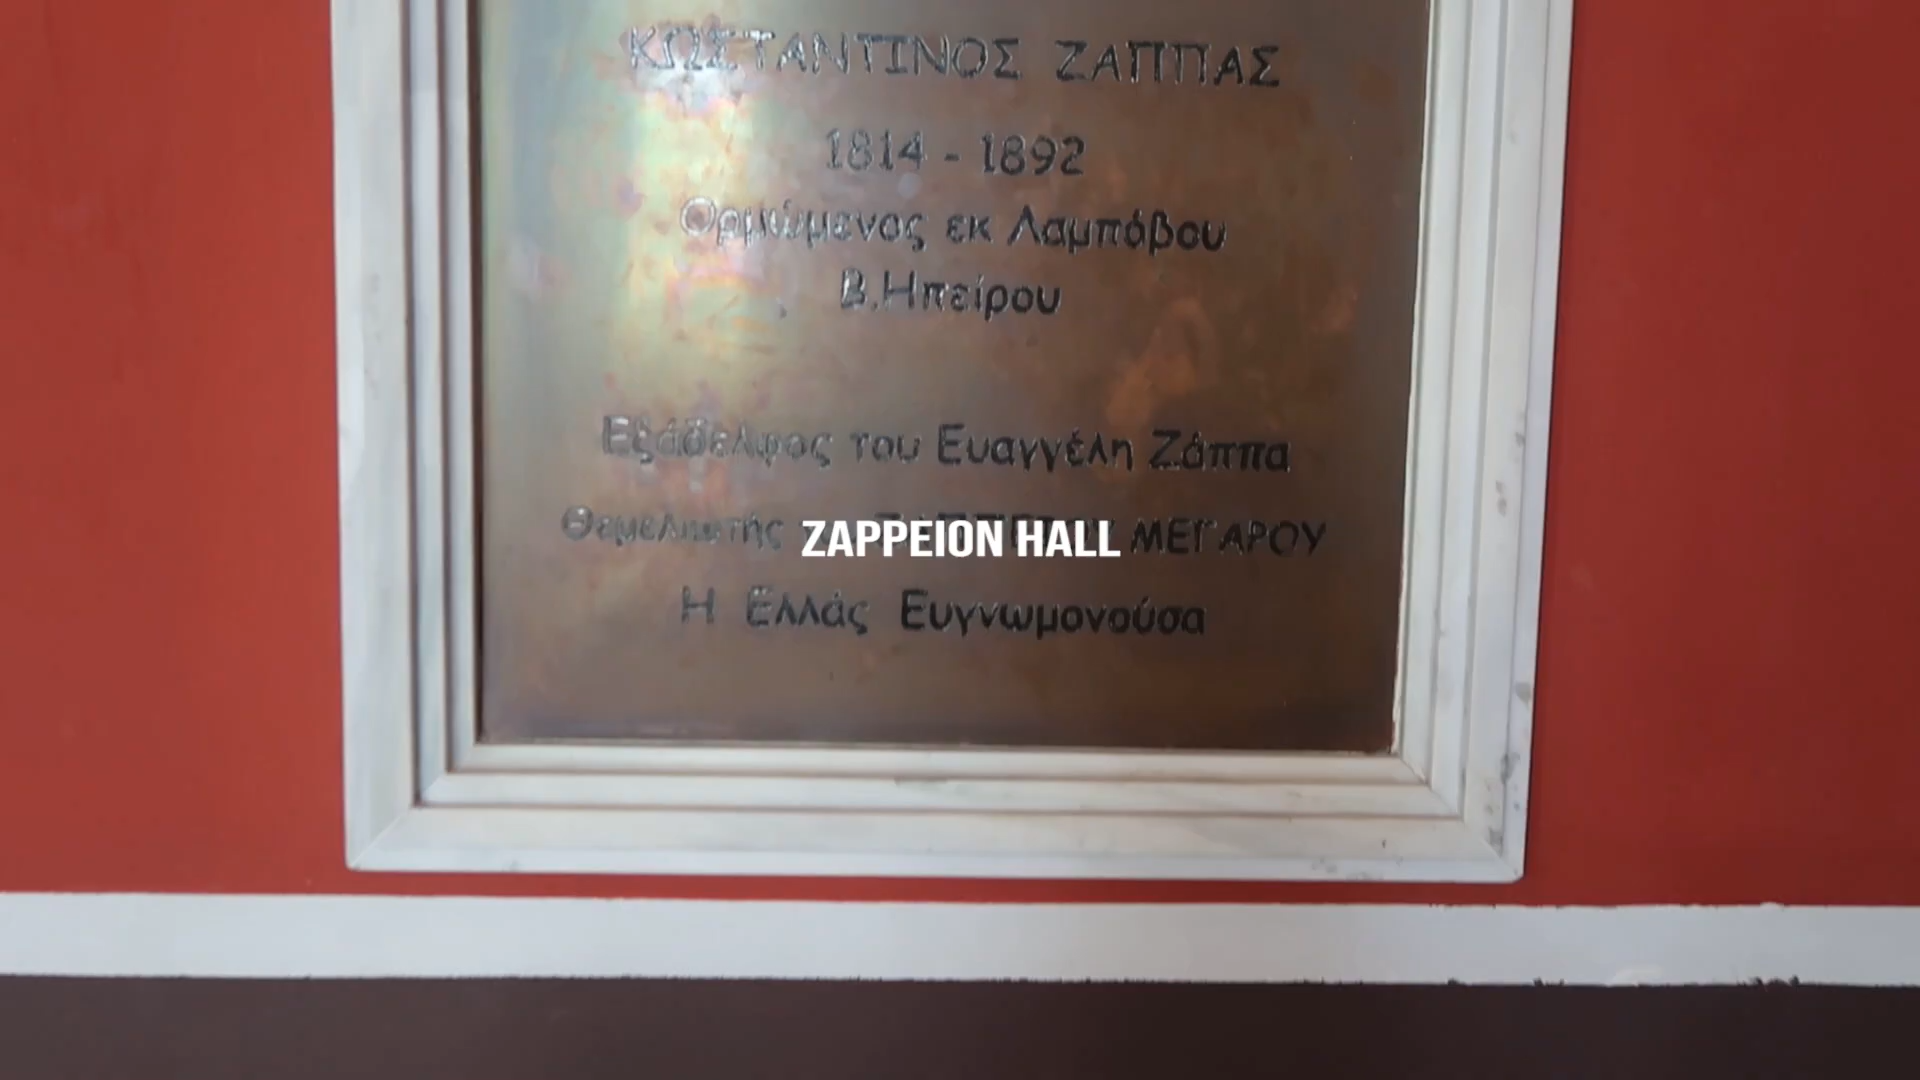 ΚΩΣΤΑΝΤΙΝΟΣ ΖΑΠΠΑΣ
1814 - 1892
Ορμώμενος εκ Λαμπόβου
Β.Ηπείρου
Εξάδελφος του Ευαγγέλη Ζάππα
Θεμελιωτής ΜΕΓΑΡΟΥ
ZAPPEION HALL
Η Ελλάς Ευγνωμονούσα